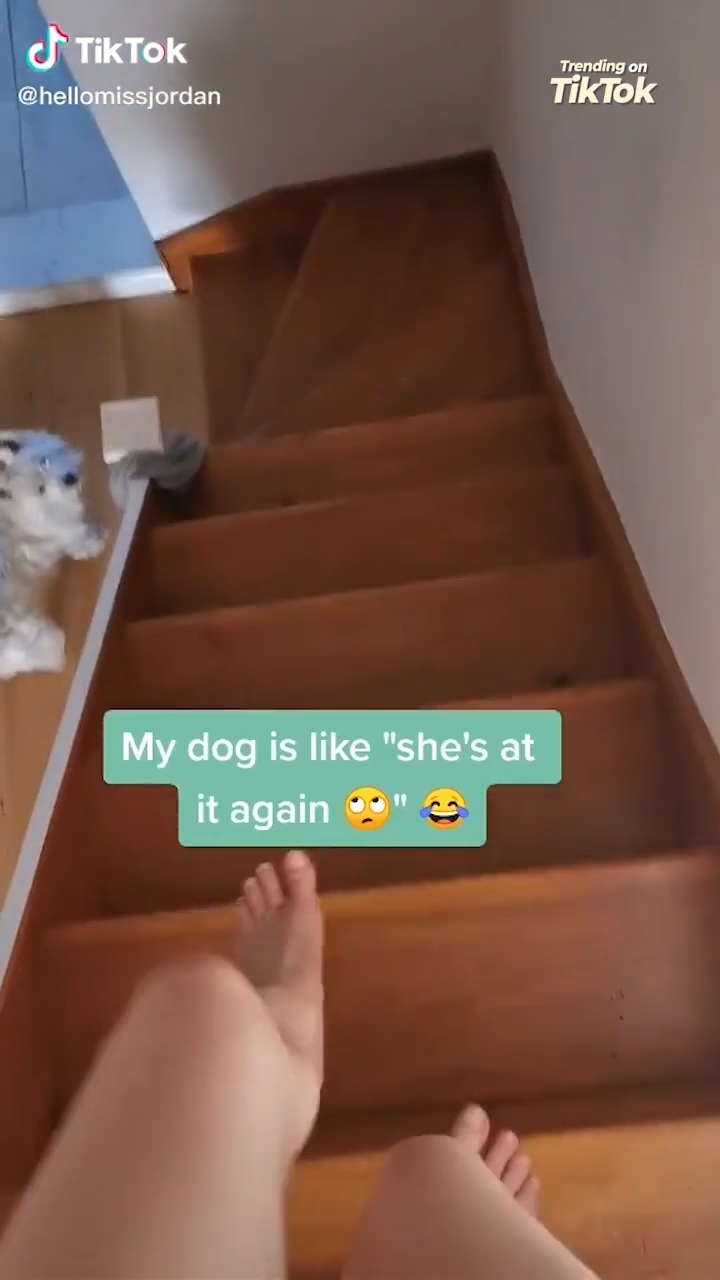 TikTok
@hellomissjordan
Trending on
TikTok
My dog is like "she's at
it again 🙄" 😂